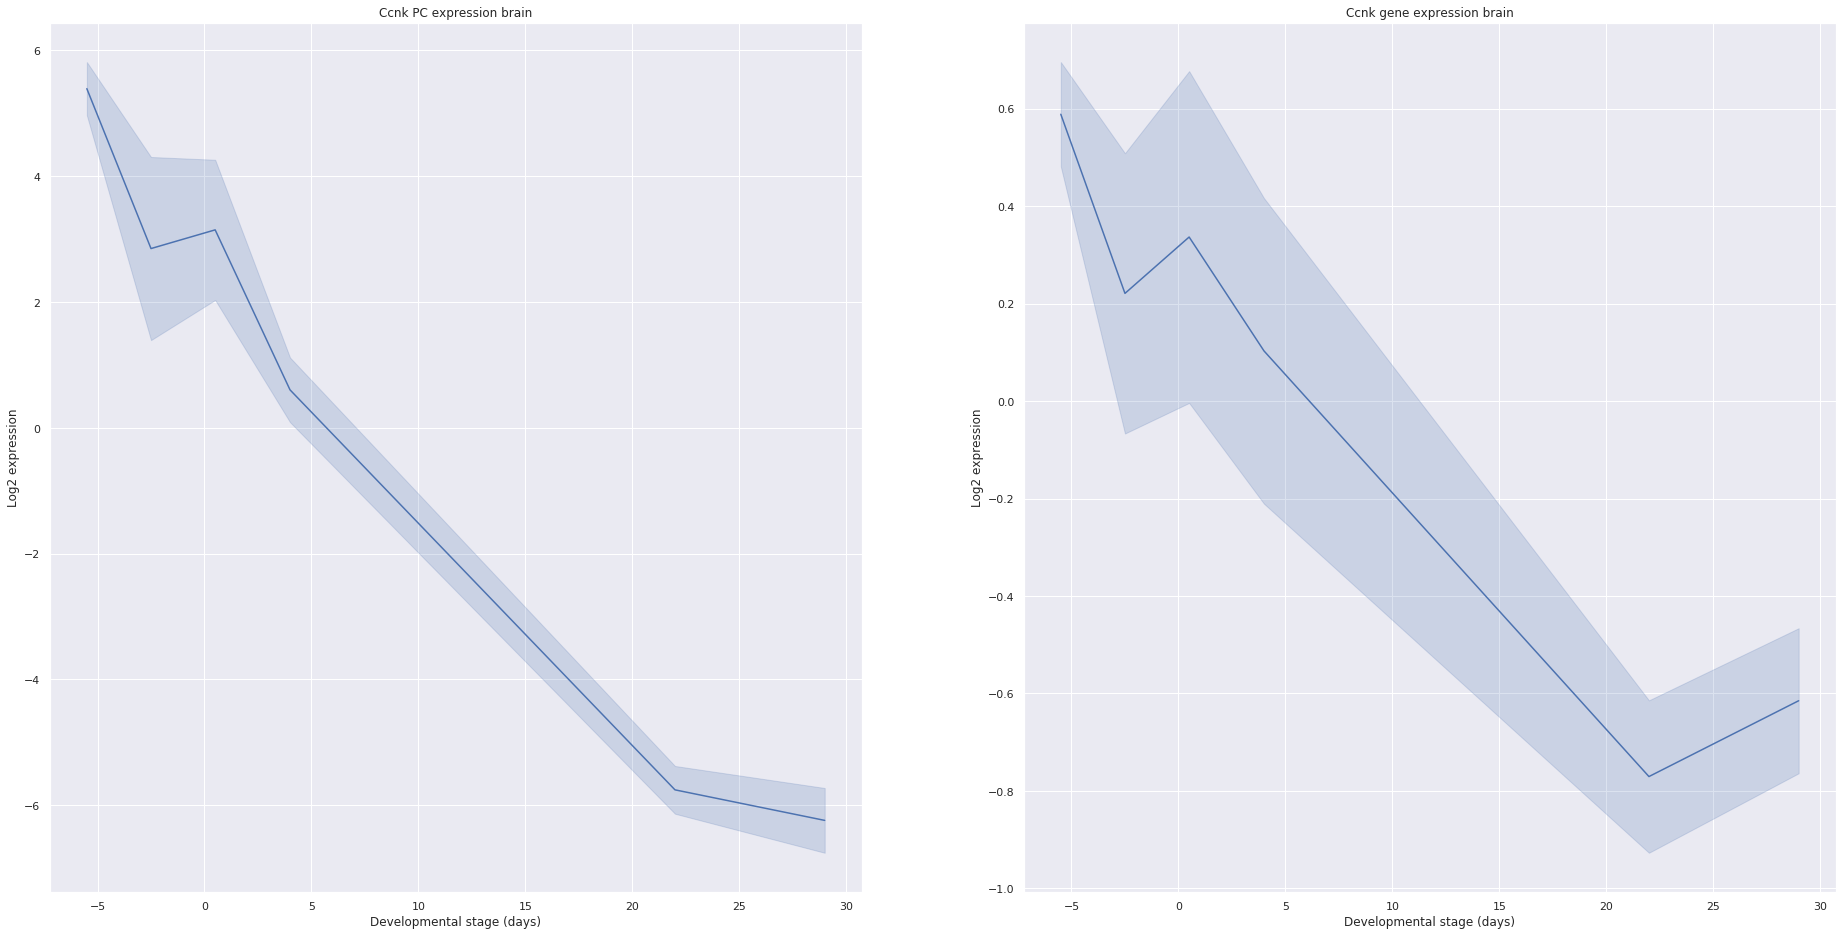 Ccnk PC expression brain
6
4
2
0
−2
−4
−6
Log2 expression
−5 0 5 10 15 20 25 30
Developmental stage (days)
Ccnk gene expression brain
0.6
0.4
0.2
0.0
−0.2
−0.4
−0.6
−0.8
−1.0
Log2 expression
−5 0 5 10 15 20 25 30
Developmental stage (days)